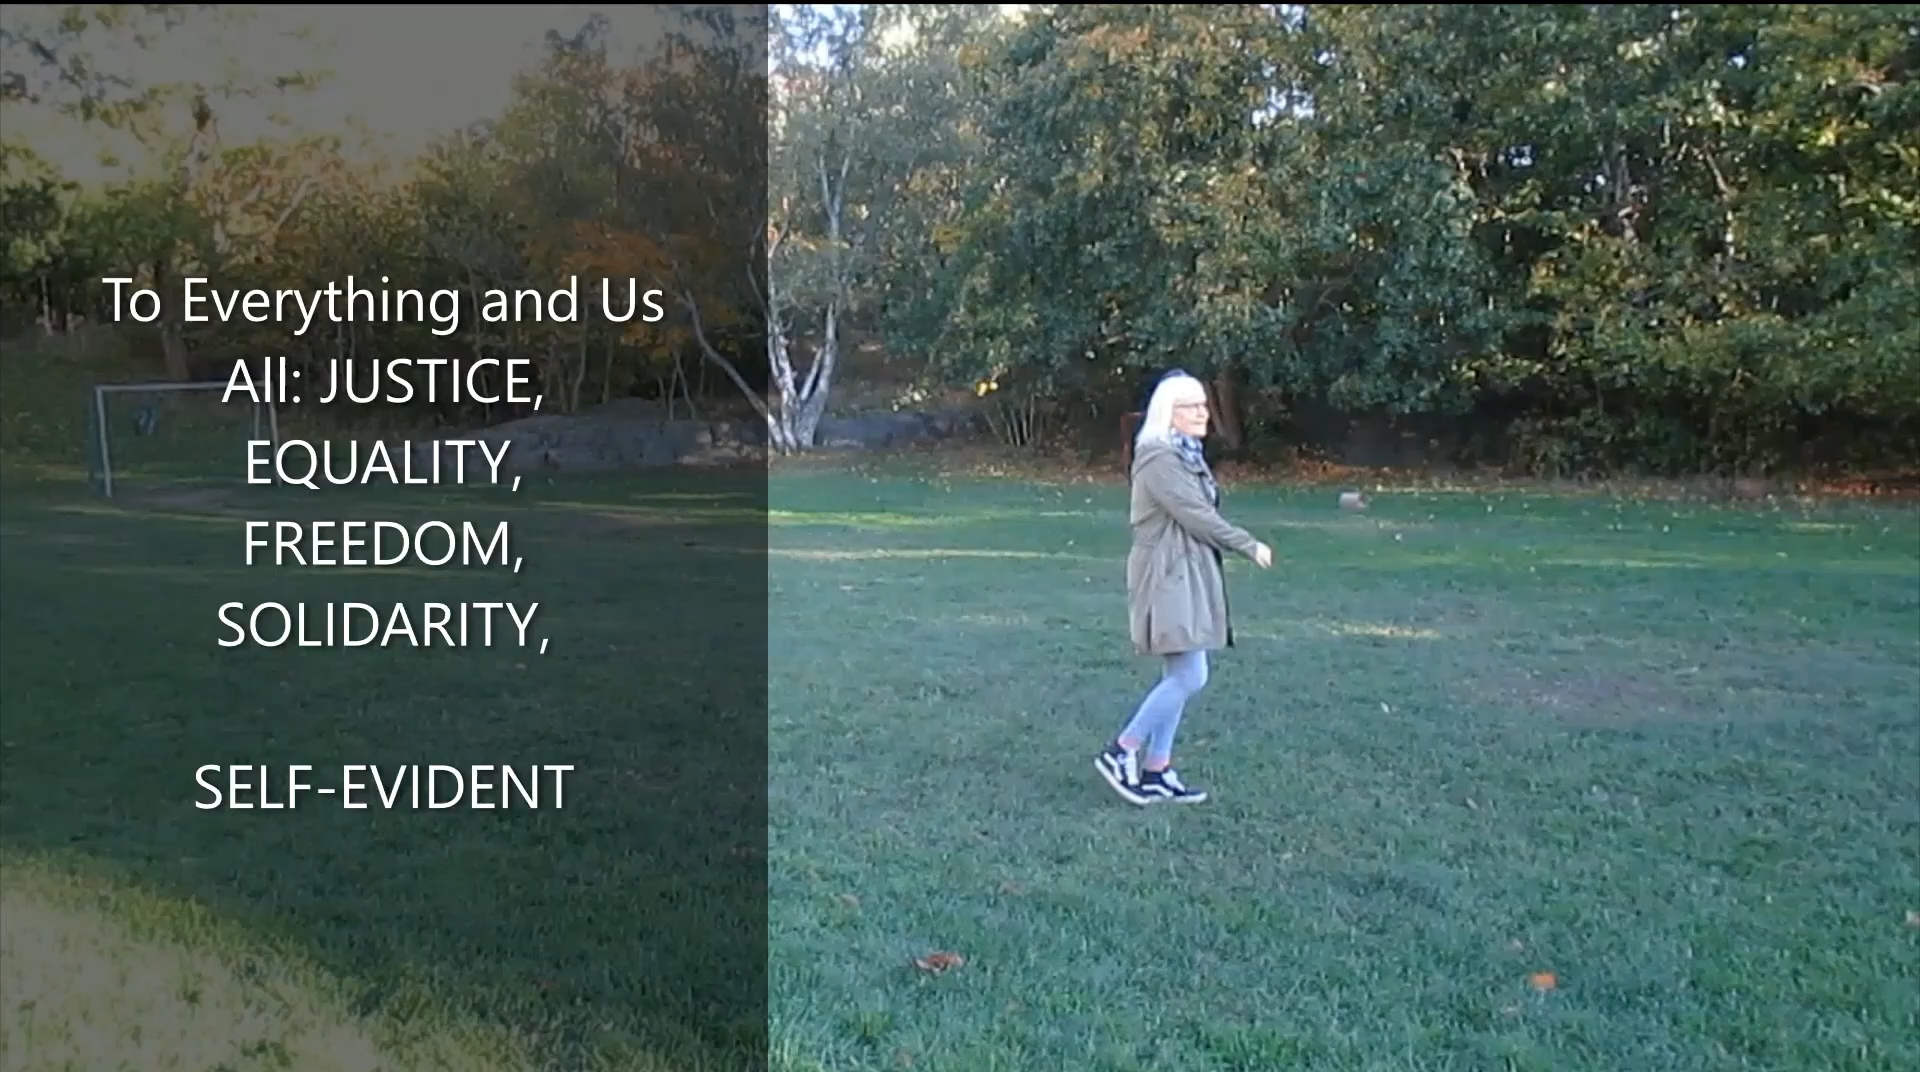 To Everything and Us
All: JUSTICE,
EQUALITY,
FREEDOM,
SOLIDARITY,
SELF-EVIDENT